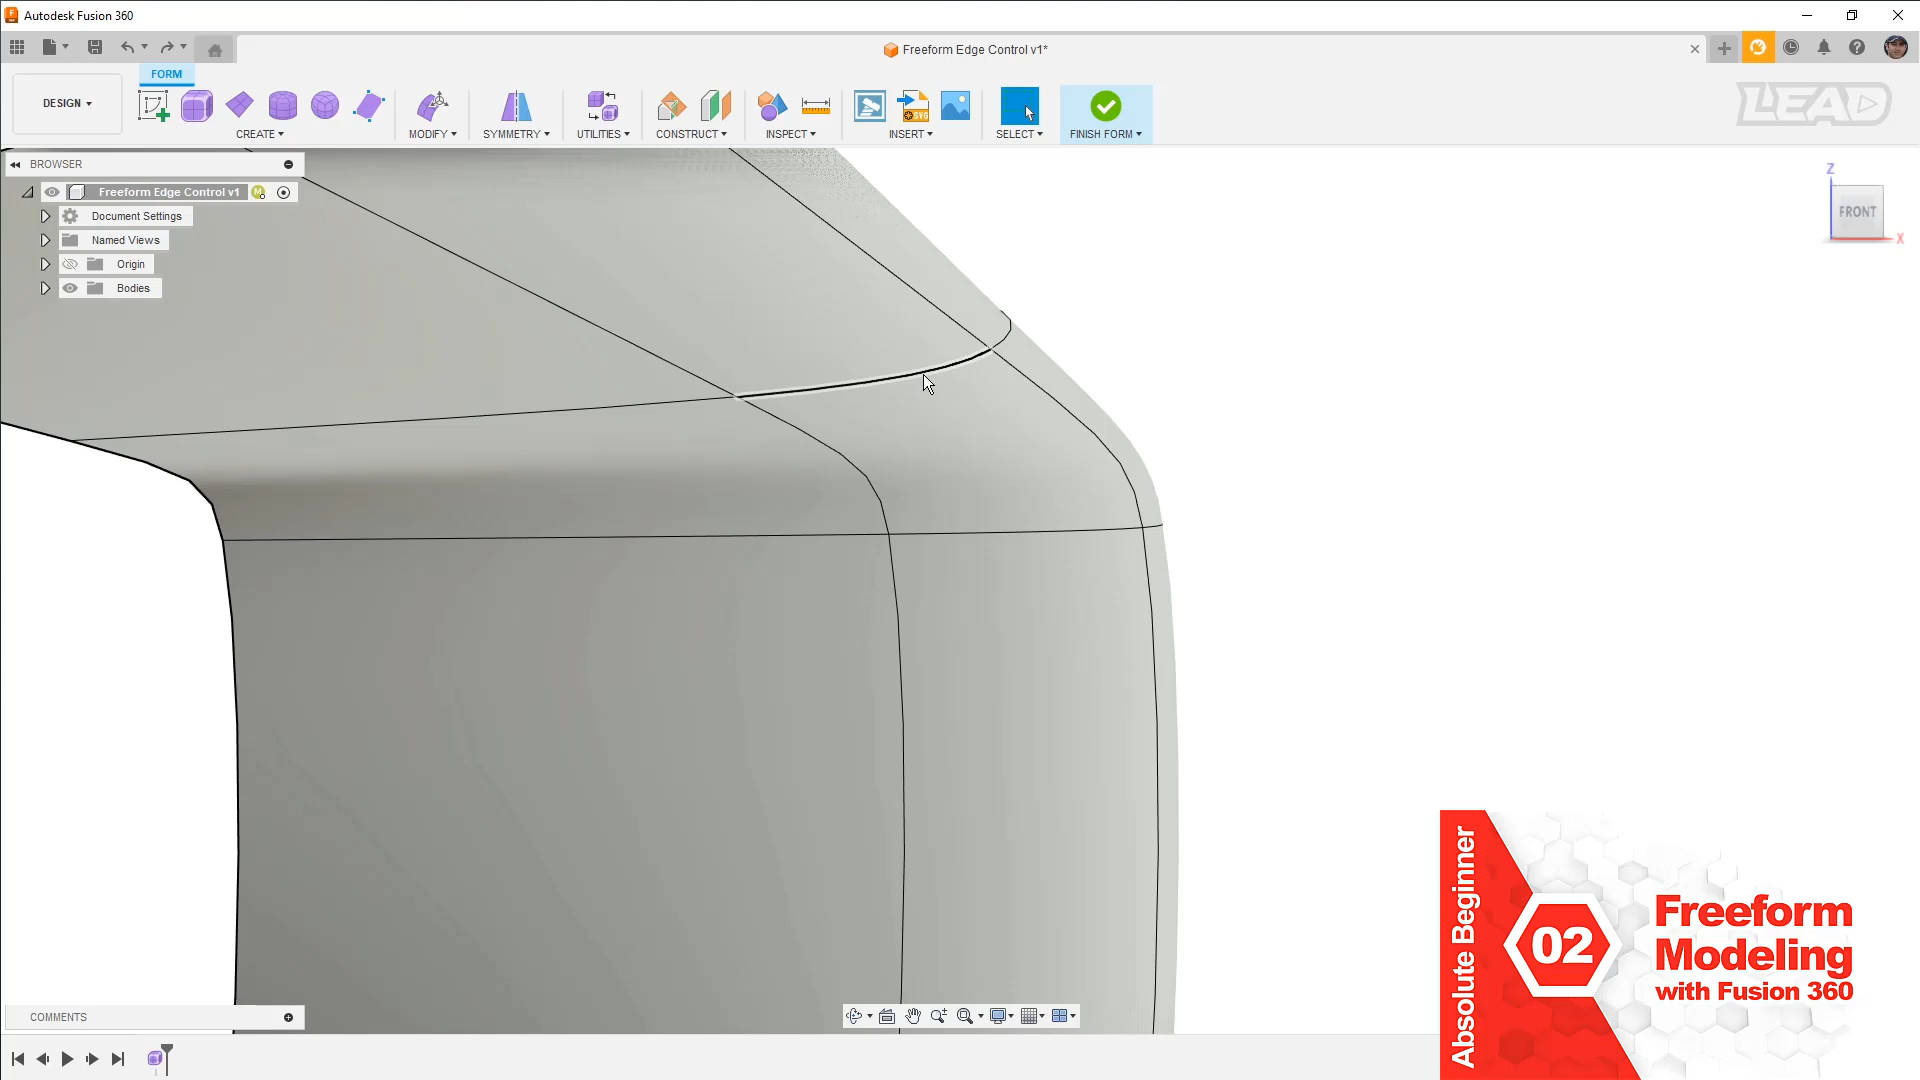 Autodesk Fusion 360
Freeform Edge Control v1*
FORM
DESIGN
CREATE
MODIFY
SYMMETRY
UTILITIES
CONSTRUCT
INSPECT
INSERT
SELECT
FINISH FORM
SVG
LEAD
BROWSER
Freeform Edge Control v1
Document Settings
Named Views
Origin
Bodies
Z
FRONT
X
COMMENTS
Absolute Beginner
02
Freeform
Modeling
with Fusion 360